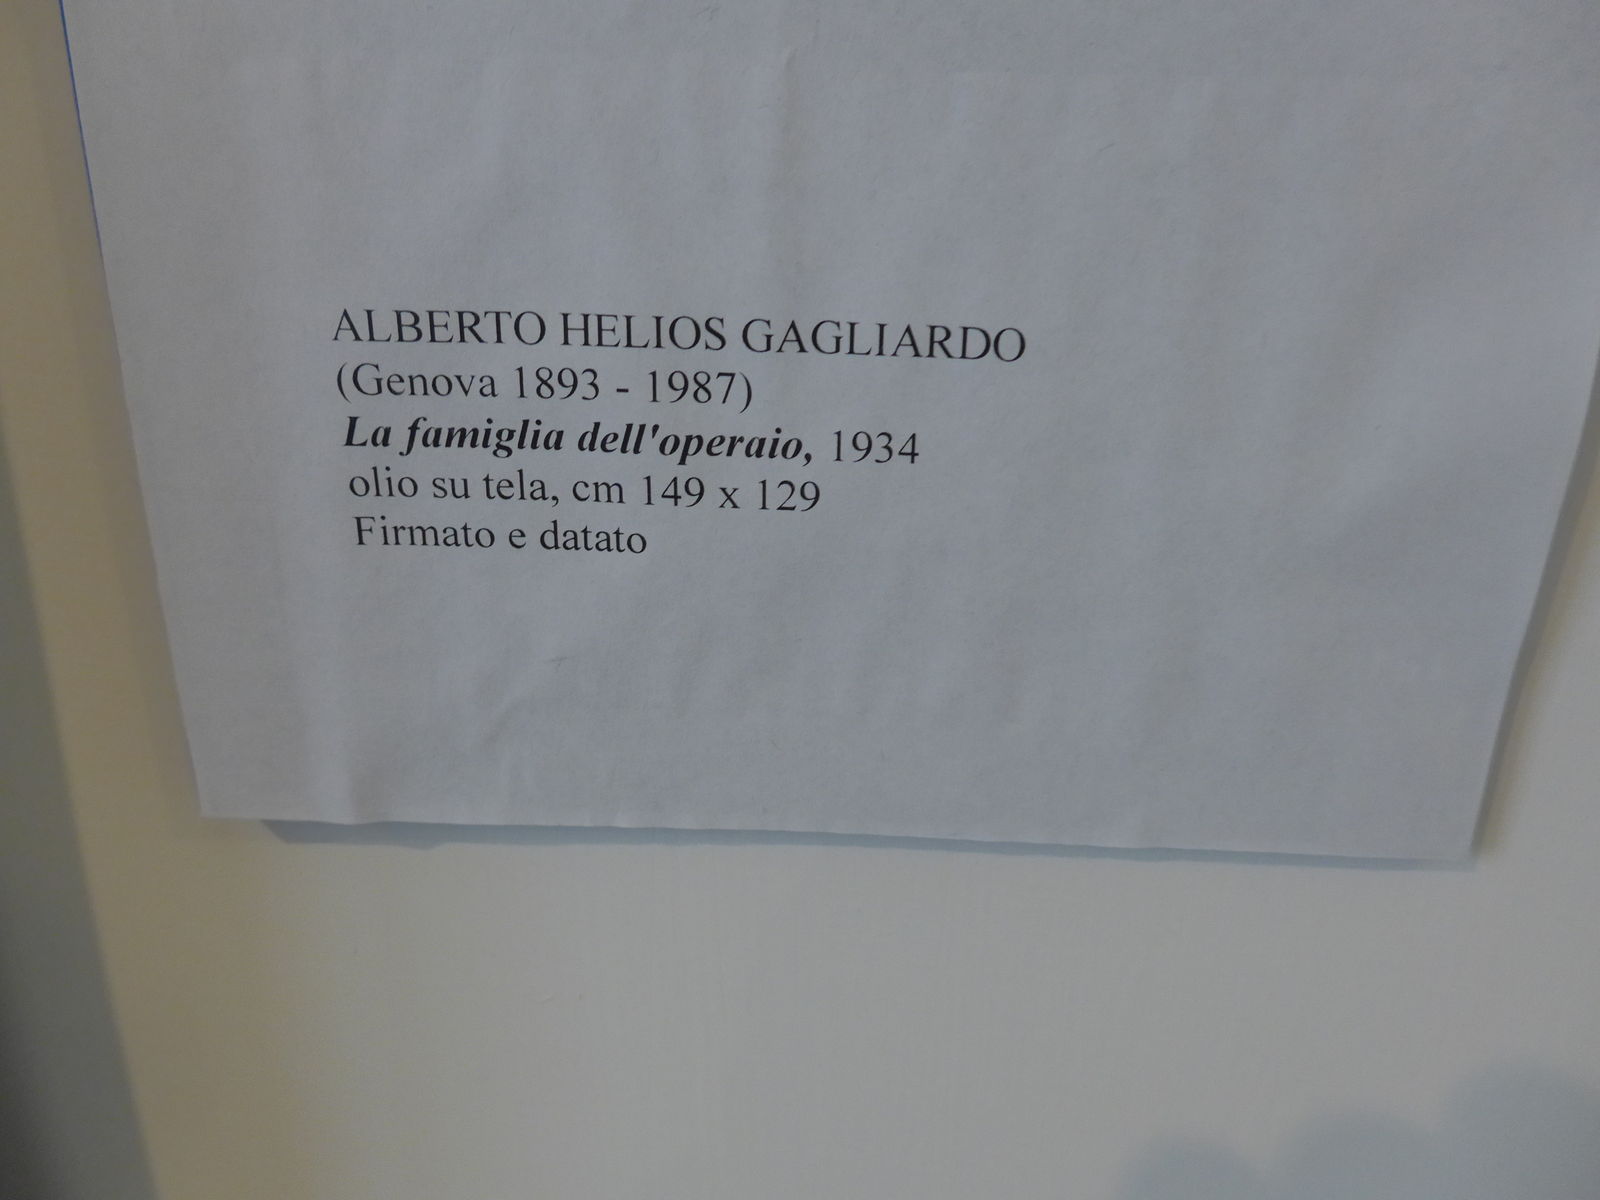 ALBERTO HELIOS GAGLIARDO
(Genova 1893 - 1987)
La famiglia dell'operaio, 1934
olio su tela, cm 149 x 129
Firmato e datato